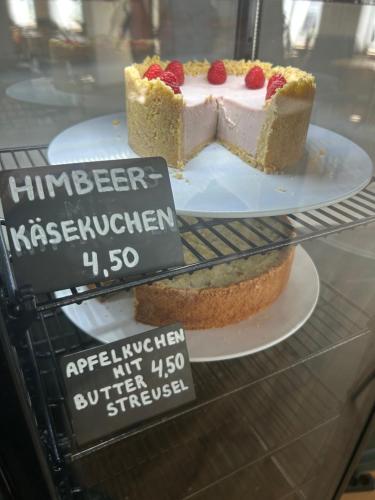 HIMBEER-
KÄSEKUCHEN
4,50
APFELKUCHEN
MIT 4,50
BUTTER
STREUSEL